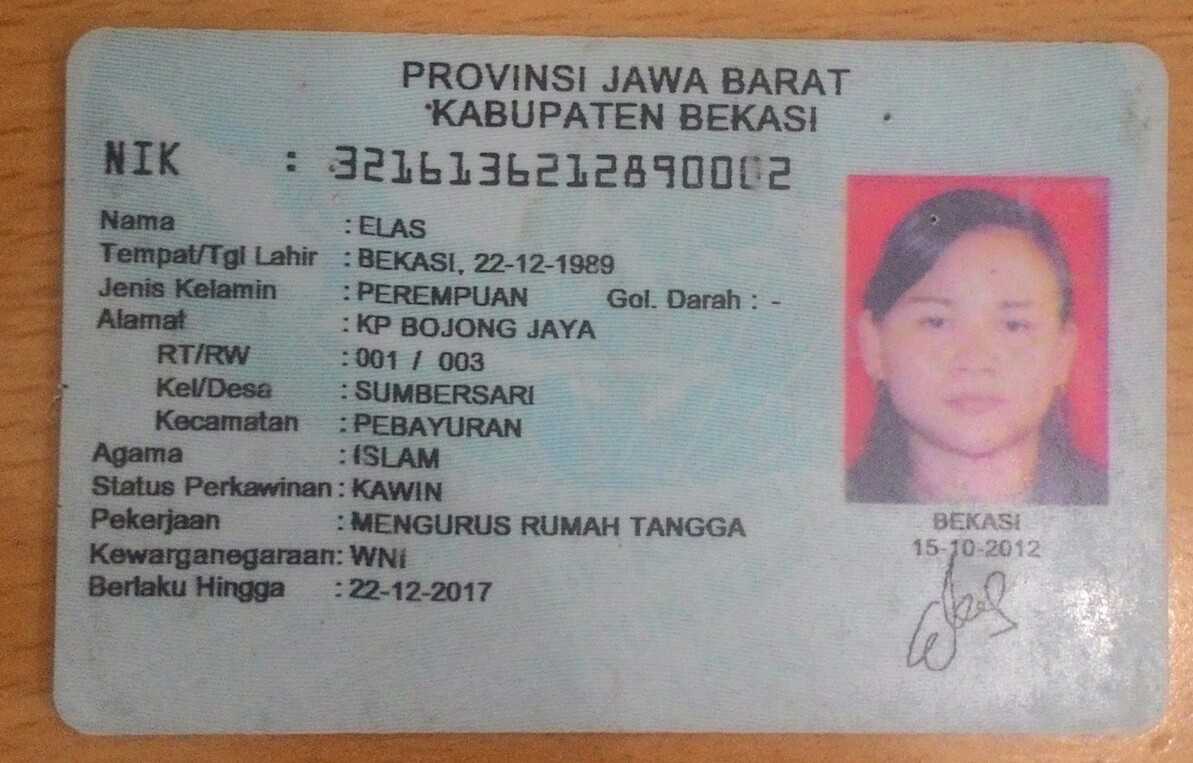 PROVINSI JAWA BARAT
KABUPATEN BEKASI
NIK : 3216136212890002
Nama : ELAS
Tempat/Tgl Lahir : BEKASI, 22-12-1989
Jenis Kelamin : PEREMPUAN Gol. Darah : -
Alamat : KP BOJONG JAYA
RT/RW : 001 / 003
Kel/Desa : SUMBERSARI
Kecamatan : PEBAYURAN
Agama : ISLAM
Status Perkawinan : KAWIN
Pekerjaan : MENGURUS RUMAH TANGGA
Kewarganegaraan: WNI
Berlaku Hingga : 22-12-2017
BEKASI
15-10-2012